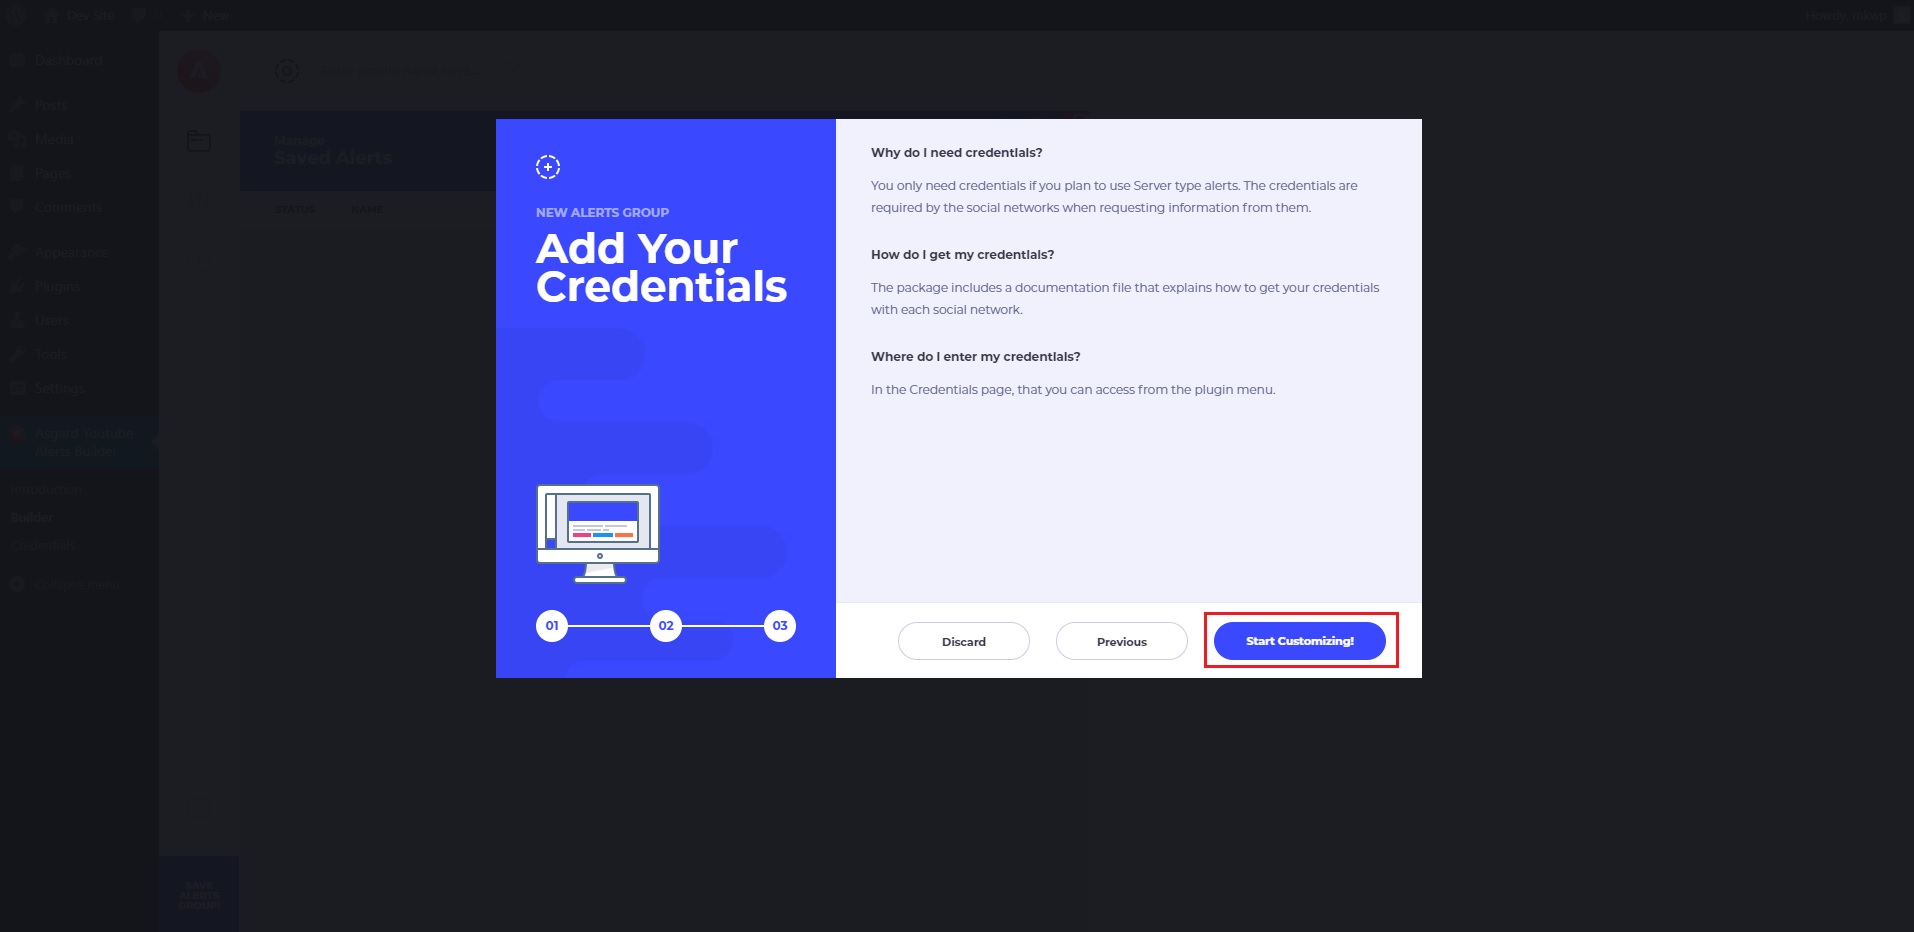 Dev Site
New
Howdy, mkwp
Dashboard
Posts
Media
Pages
Comments
Appearance
Plugins
Users
Tools
Settings
Asgard Youtube
Alerts Builder
Introduction
Builder
Credentials
Collapse menu
Manage
Saved Alerts
STATUS
NAME
SAVE
ALERTS
GROUP!
NEW ALERTS GROUP
Add Your
Credentials
01
02
03
Why do I need credentials?
You only need credentials if you plan to use Server type alerts. The credentials are
required by the social networks when requesting information from them.
How do I get my credentials?
The package includes a documentation file that explains how to get your credentials
with each social network.
Where do I enter my credentials?
In the Credentials page, that you can access from the plugin menu.
Discard
Previous
Start Customizing!